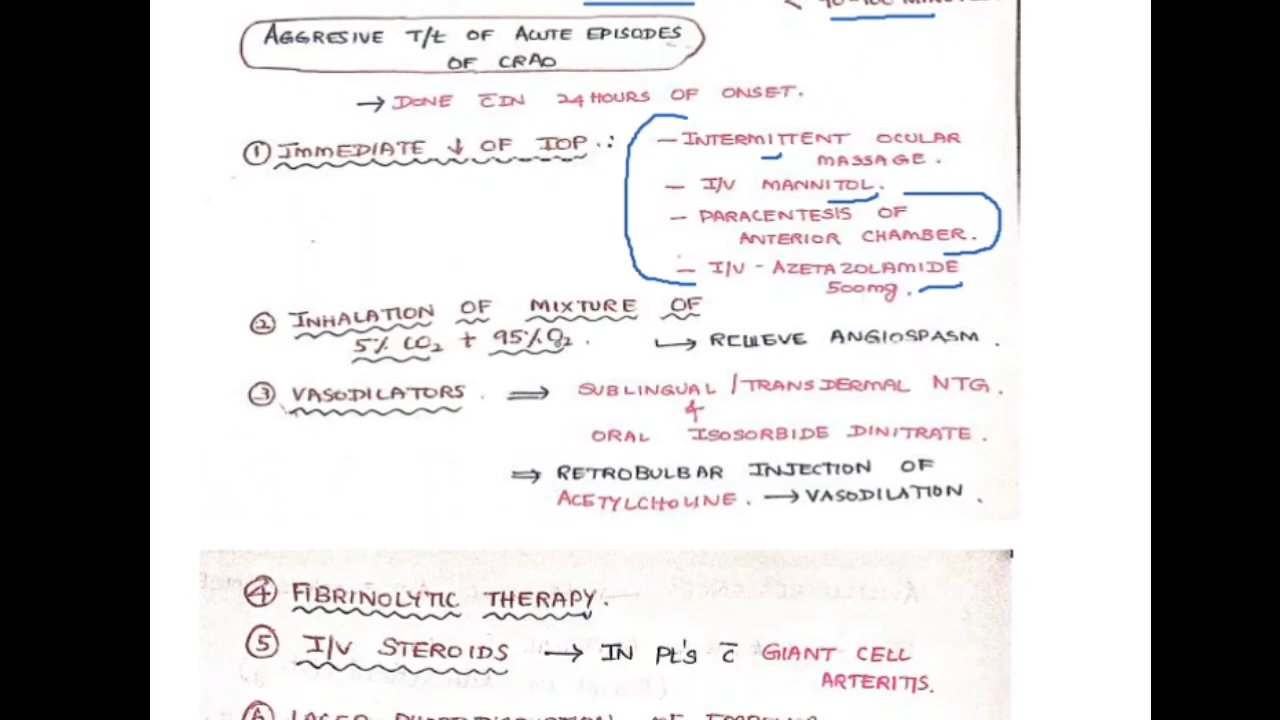 AGGRESIVE T/t OF ACUTE EPISODES
OF CRAO
→ DONE c̄IN 24 HOURS OF ONSET.
① IMMEDIATE ↓ OF IOP :
- INTERMITTENT OCULAR
MASSAGE.
- I/V MANNITOL.
- PARACENTESIS OF
ANTERIOR CHAMBER.
- I/V - AZETAZOLAMIDE
500mg.
② INHALATION OF MIXTURE OF
5% CO₂ + 95% O₂. ↳ RELIEVE ANGIOSPASM.
③ VASODILATORS. ⇒ SUBLINGUAL / TRANSDERMAL NTG.
&
ORAL ISOSORBIDE DINITRATE.
⇒ RETROBULBAR INJECTION OF
ACETYLCHOLINE. → VASODILATION.
④ FIBRINOLYTIC THERAPY.
⑤ I/V STEROIDS → IN Pt's c̄ GIANT CELL
ARTERITIS.
⑥ OF